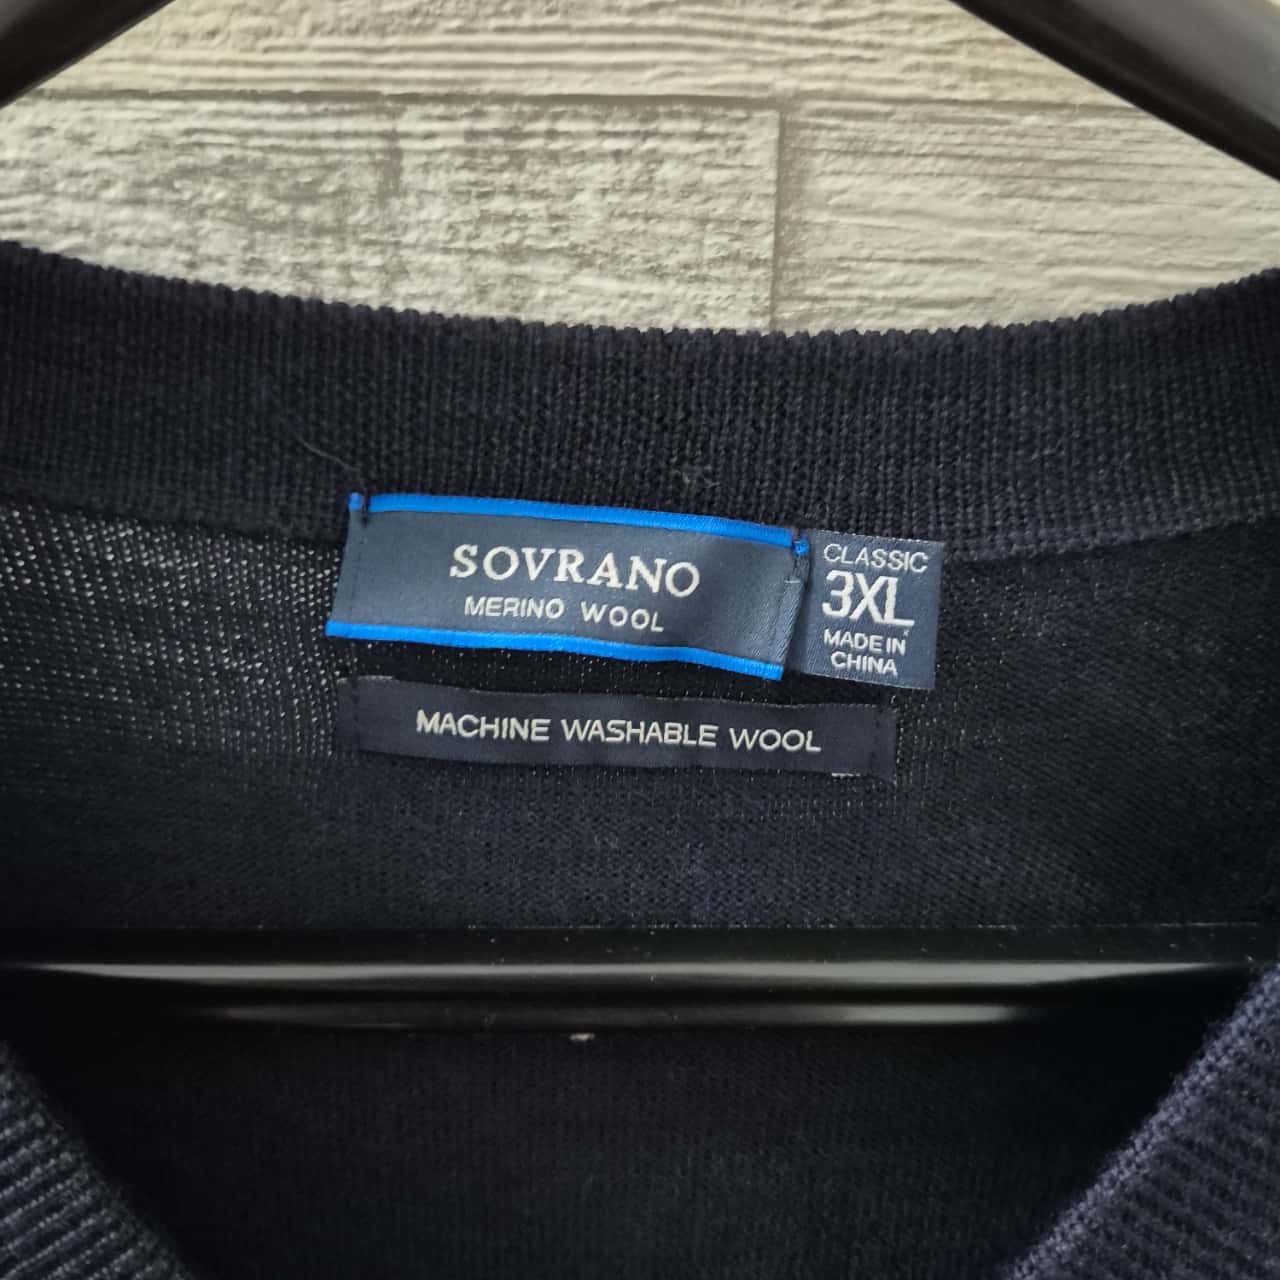 SOVRANO
MERINO WOOL
CLASSIC
3XL
MADE IN
CHINA
MACHINE WASHABLE WOOL